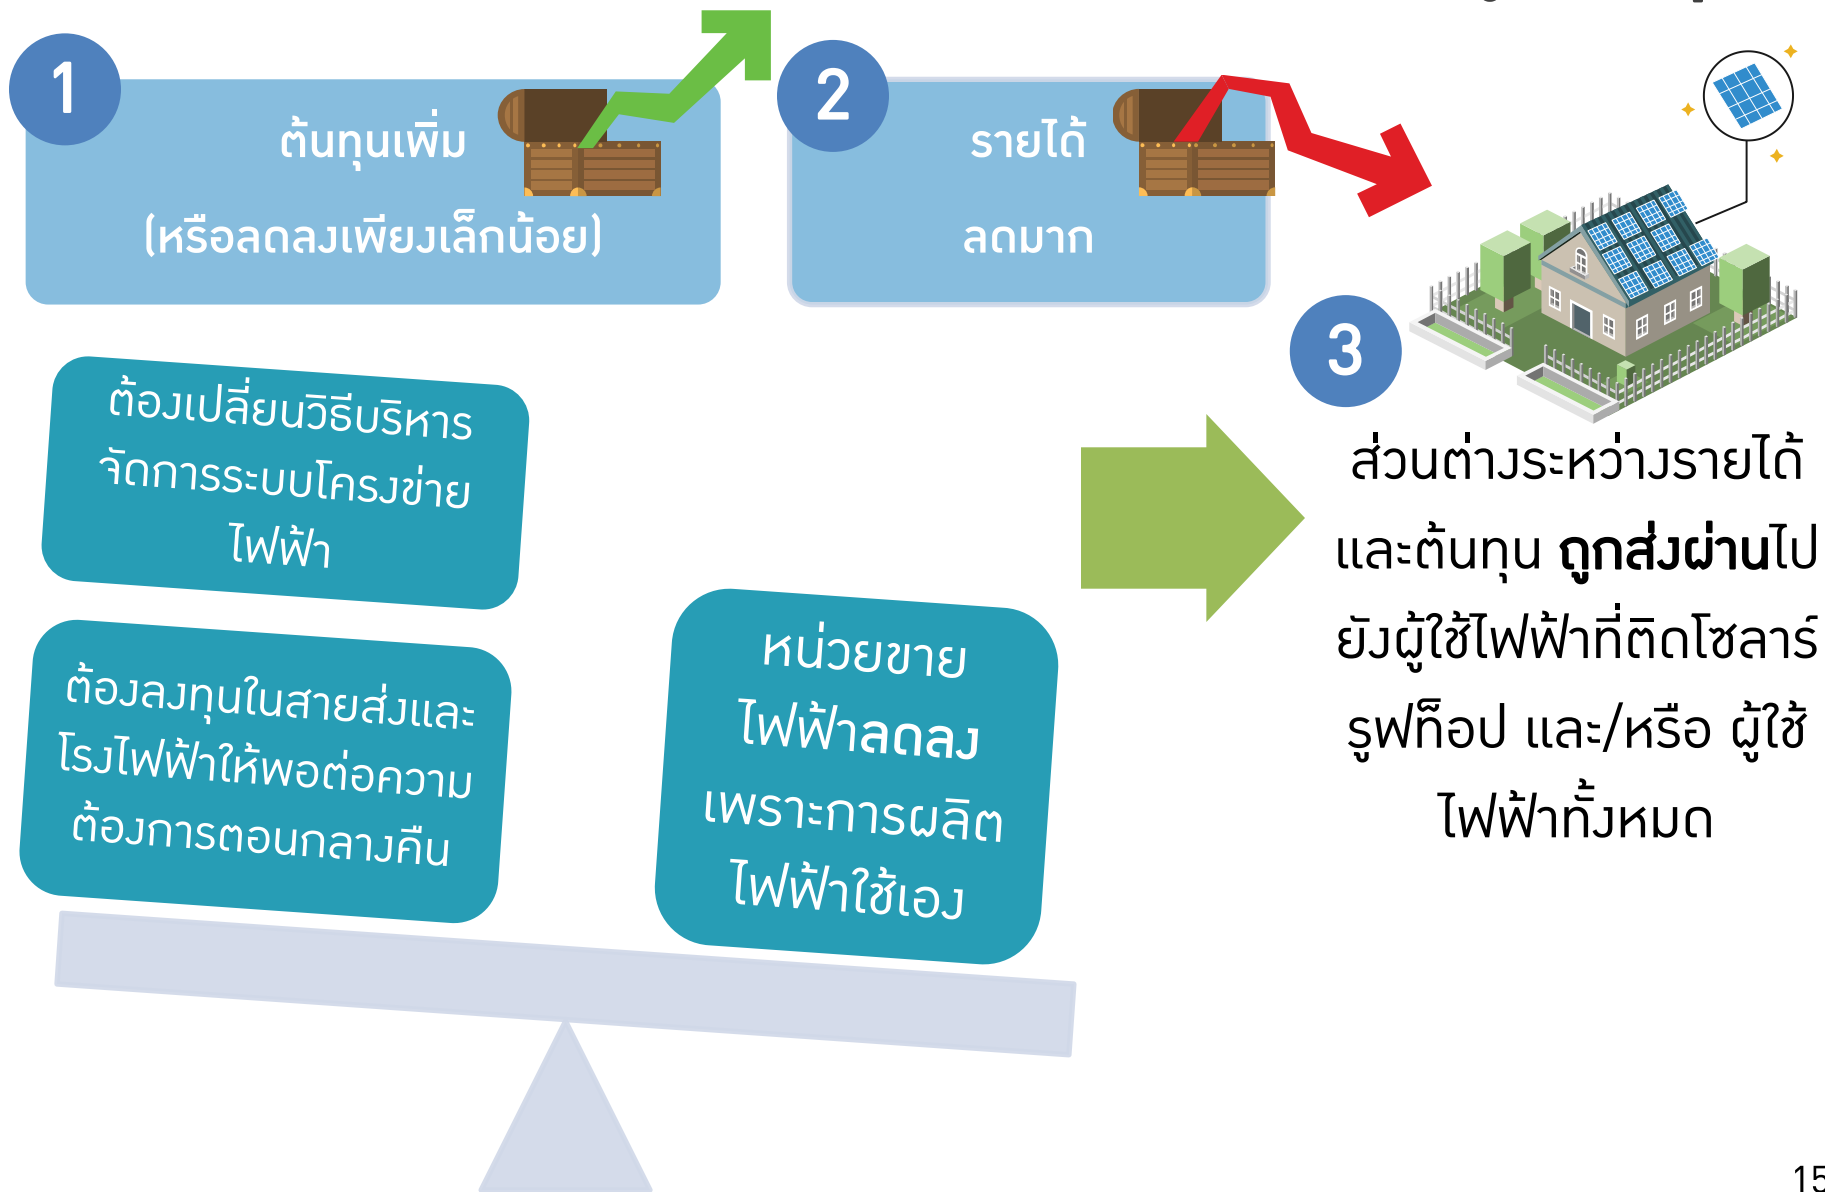 1
ต้นทุนเพิ่ม
(หรือลดลงเพียงเล็กน้อย)
2
รายได้
ลดมาก
3
ต้องเปลี่ยนวิธีบริหาร
จัดการระบบโครงข่าย
ไฟฟ้า
ต้องลงทุนในสายส่งและ
โรงไฟฟ้าให้พอต่อความ
ต้องการตอนกลางคืน
หน่วยขาย
ไฟฟ้าลดลง
เพราะการผลิต
ไฟฟ้าใช้เอง
ส่วนต่างระหว่างรายได้
และต้นทุน ถูกส่งผ่านไป
ยังผู้ใช้ไฟฟ้าที่ติดโซลาร์
รูฟท็อป และ/หรือ ผู้ใช้
ไฟฟ้าทั้งหมด
15